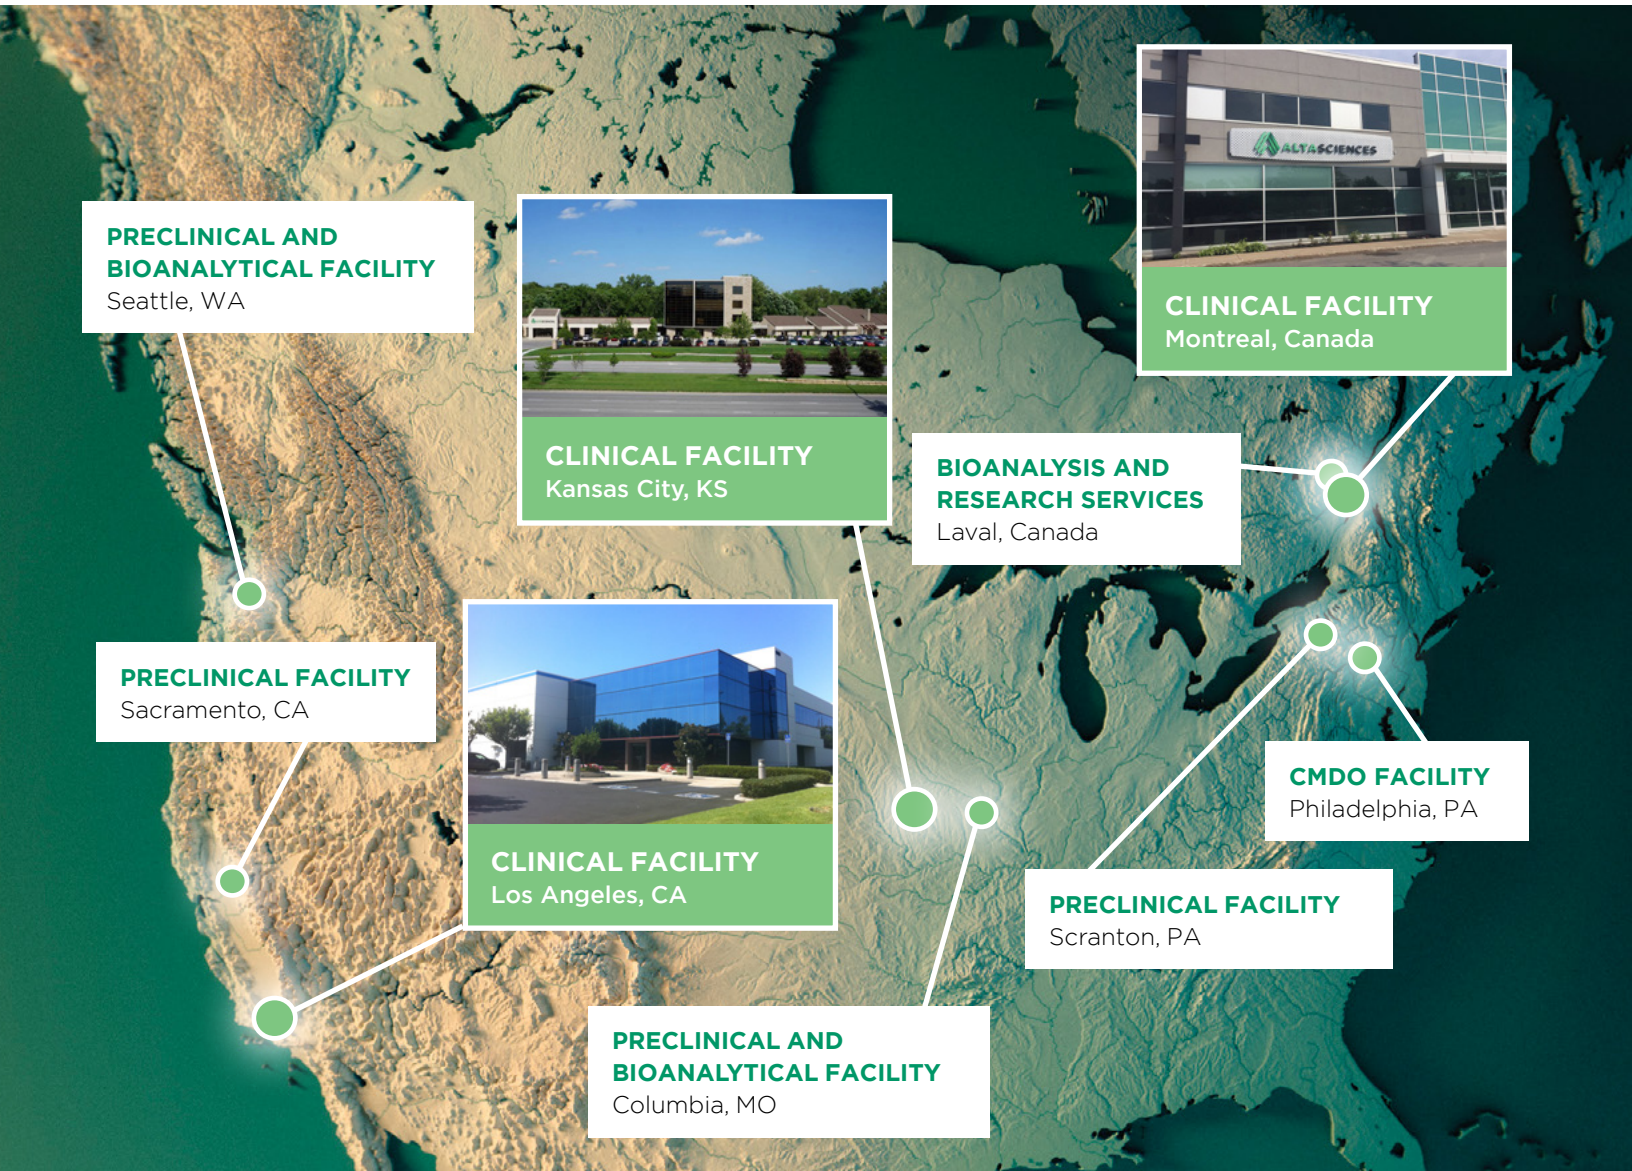 ALTASCIENCES
CLINICAL FACILITY
Montreal, Canada
PRECLINICAL AND
BIOANALYTICAL FACILITY
Seattle, WA
CLINICAL FACILITY
Kansas City, KS
BIOANALYSIS AND
RESEARCH SERVICES
Laval, Canada
PRECLINICAL FACILITY
Sacramento, CA
CLINICAL FACILITY
Los Angeles, CA
CMDO FACILITY
Philadelphia, PA
PRECLINICAL FACILITY
Scranton, PA
PRECLINICAL AND
BIOANALYTICAL FACILITY
Columbia, MO